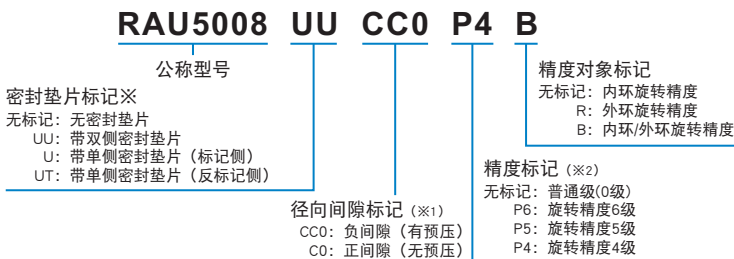 RAU5008 UU CC0 P4 B
公称型号
密封垫片标记※
无标记：无密封垫片
UU：带双侧密封垫片
U：带单侧密封垫片（标记侧）
UT：带单侧密封垫片（反标记侧）
径向间隙标记（※1）
CC0：负间隙（有预压）
C0：正间隙（无预压）
精度对象标记
无标记：内环旋转精度
R：外环旋转精度
B：内环/外环旋转精度
精度标记（※2）
无标记：普通级(0级)
P6：旋转精度6级
P5：旋转精度5级
P4：旋转精度4级